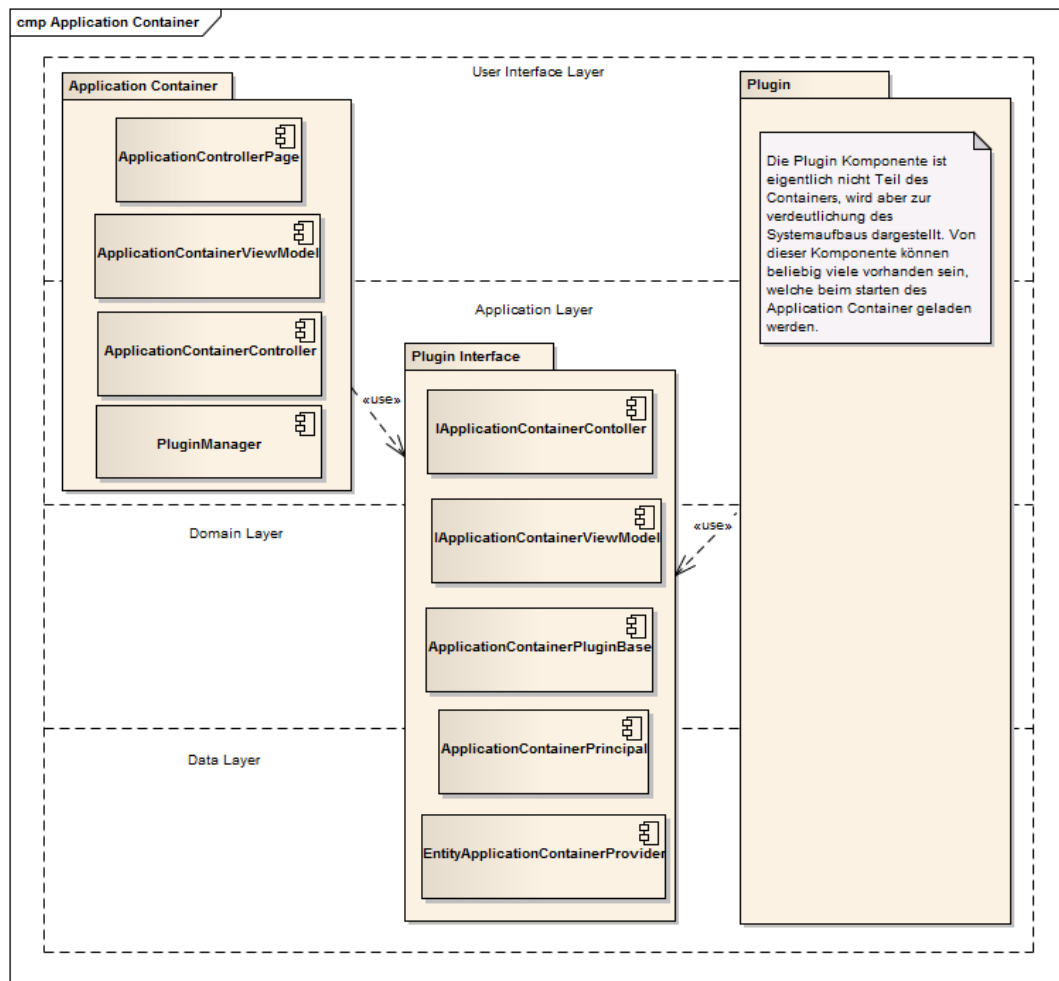 cmp Application Container
User Interface Layer
Application Container
ApplicationControllerPage
ApplicationContainerViewModel
ApplicationContainerController
PluginManager
«use»
Application Layer
Plugin Interface
IApplicationContainerContoller
IApplicationContainerViewModel
ApplicationContainerPluginBase
ApplicationContainerPrincipal
EntityApplicationContainerProvider
«use»
Plugin
Die Plugin Komponente ist
eigentlich nicht Teil des
Containers, wird aber zur
verdeutlichung des
Systemaufbaus dargestellt. Von
dieser Komponente können
beliebig viele vorhanden sein,
welche beim starten des
Application Container geladen
werden.
Domain Layer
Data Layer